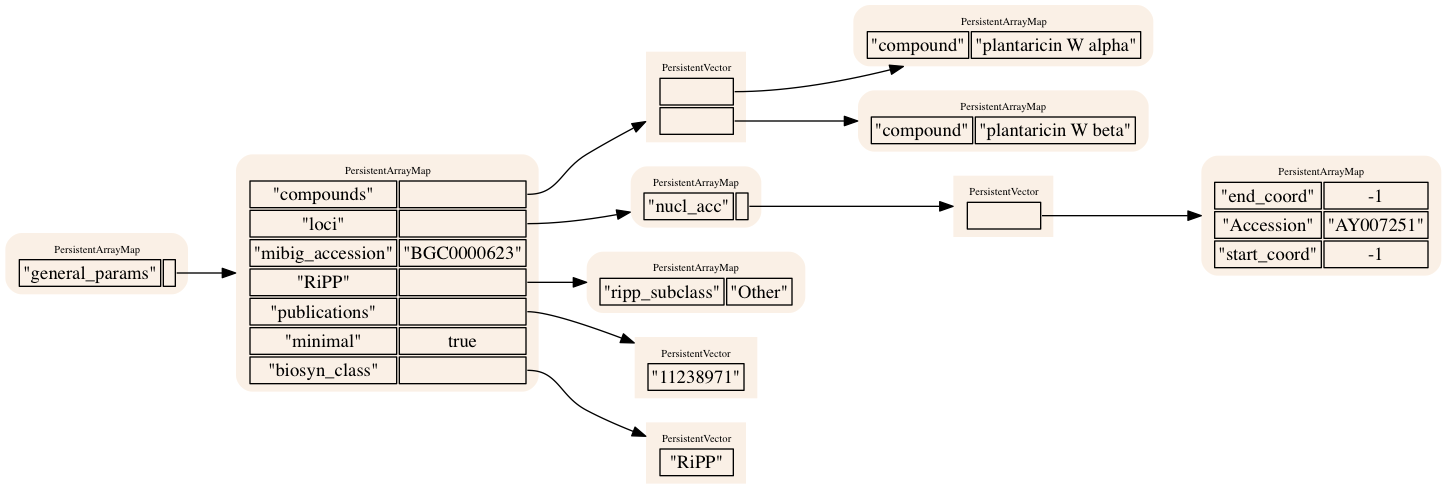 PersistentArrayMap
"general_params"
PersistentArrayMap
"compounds"
"loci"
"mibig_accession" "BGC0000623"
"RiPP"
"publications"
"minimal" true
"biosyn_class"
PersistentVector
PersistentArrayMap
"compound" "plantaricin W alpha"
PersistentArrayMap
"compound" "plantaricin W beta"
PersistentArrayMap
"nucl_acc"
PersistentVector
PersistentArrayMap
"end_coord" -1
"Accession" "AY007251"
"start_coord" -1
PersistentArrayMap
"ripp_subclass" "Other"
PersistentVector
"11238971"
PersistentVector
"RiPP"